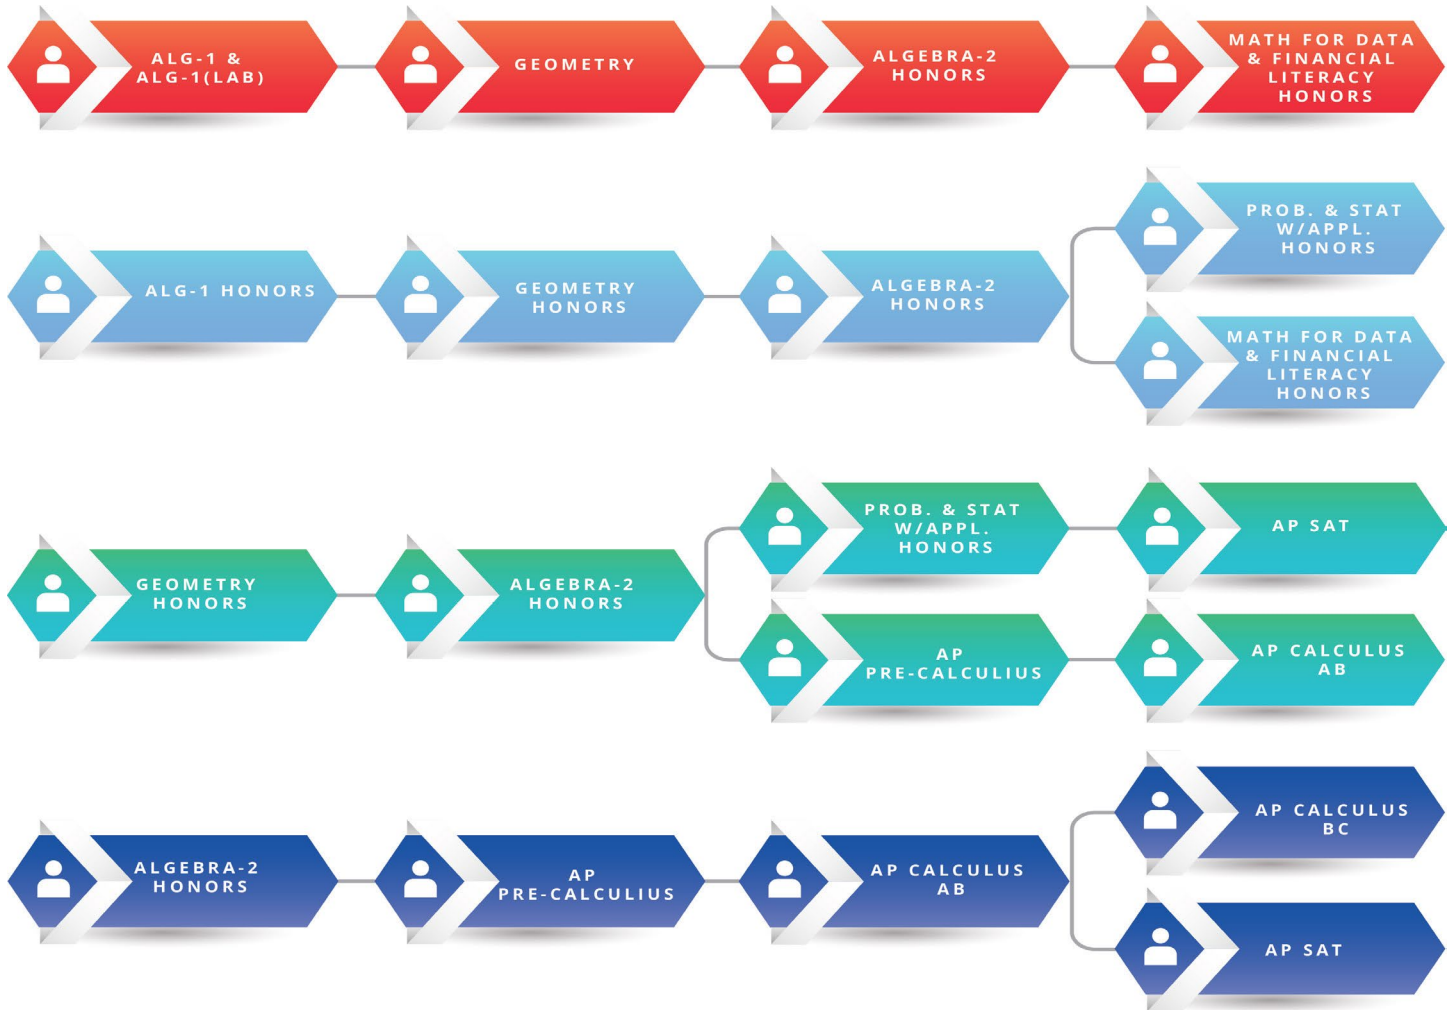 ALG-1 &
ALG-1(LAB)
GEOMETRY
ALGEBRA-2
HONORS
MATH FOR DATA
& FINANCIAL
LITERACY
HONORS
ALG-1 HONORS
GEOMETRY
HONORS
ALGEBRA-2
HONORS
PROB. & STAT
W/APPL.
HONORS
MATH FOR DATA
& FINANCIAL
LITERACY
HONORS
GEOMETRY
HONORS
ALGEBRA-2
HONORS
PROB. & STAT
W/APPL.
HONORS
AP SAT
AP
PRE-CALCULIUS
AP CALCULUS
AB
ALGEBRA-2
HONORS
AP
PRE-CALCULIUS
AP CALCULUS
AB
AP CALCULUS
BC
AP SAT